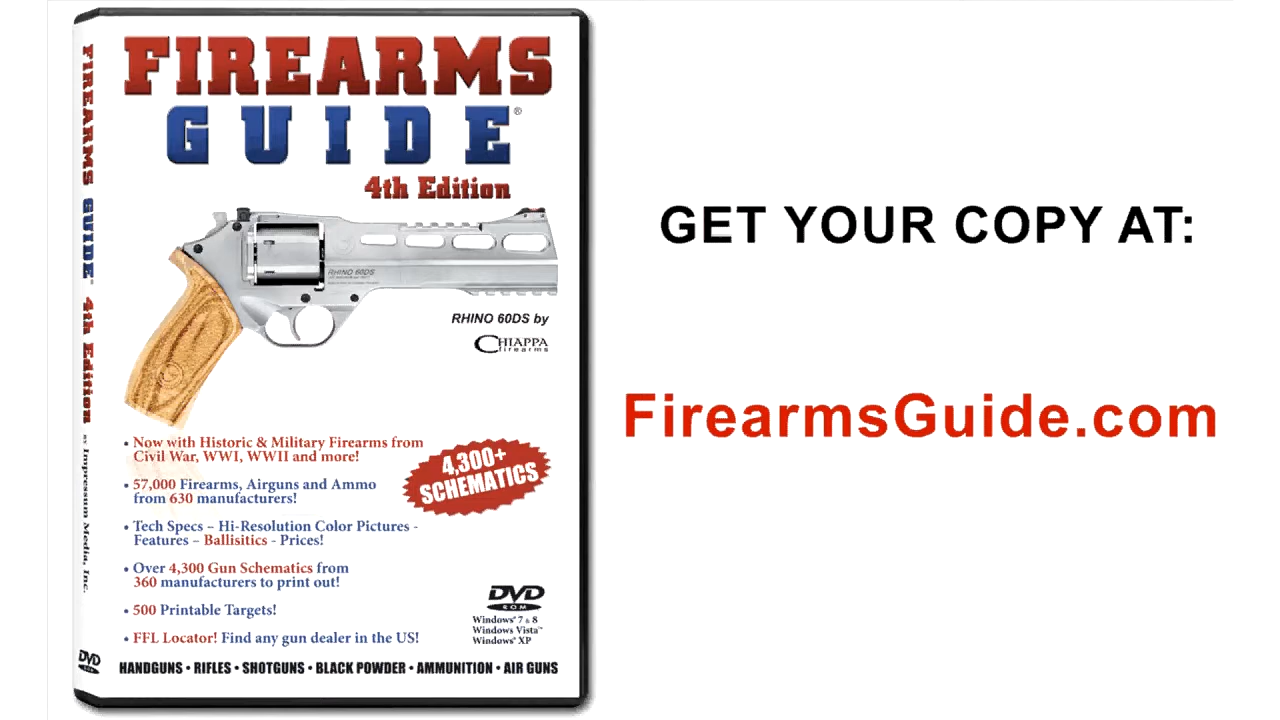 FIREARMS
GUIDE®
4th Edition
RHINO 60DS
RHINO 60DS by
CHIAPPA
firearms
• Now with Historic & Military Firearms from
Civil War, WWI, WWII and more!
• 57,000 Firearms, Airguns and Ammo
from 630 manufacturers!
• Tech Specs – Hi-Resolution Color Pictures -
Features – Ballisitics - Prices!
• Over 4,300 Gun Schematics from
360 manufacturers to print out!
• 500 Printable Targets!
• FFL Locator! Find any gun dealer in the US!
4,300+
SCHEMATICS
DVD
ROM
Windows® 7 & 8
Windows Vista™
Windows® XP
HANDGUNS • RIFLES • SHOTGUNS • BLACK POWDER • AMMUNITION • AIR GUNS
FIREARMS GUIDE® 4th Edition BY Impressum Media, Inc.
DVD
GET YOUR COPY AT:
FirearmsGuide.com